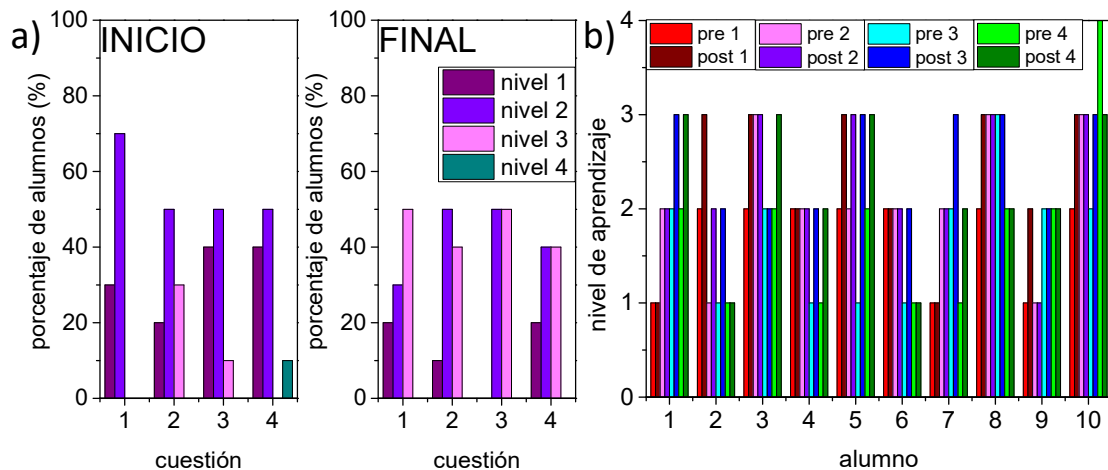 a)
INICIO
porcentaje de alumnos (%)
100
80
60
40
20
0
1 2 3 4
cuestión
FINAL
porcentaje de alumnos (%)
100
80
60
40
20
0
nivel 1
nivel 2
nivel 3
nivel 4
1 2 3 4
cuestión
b)
nivel de aprendizaje
4
3
2
1
0
pre 1 pre 2 pre 3 pre 4
post 1 post 2 post 3 post 4
1 2 3 4 5 6 7 8 9 10
alumno